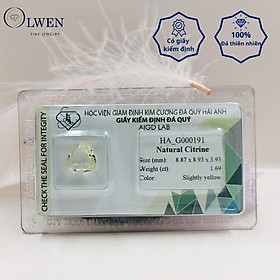 OLWEN
FINE JEWELRY
Có giấy
kiểm định
100%
Đá thiên nhiên
HỌC VIỆN GIÁM ĐỊNH KIM CƯƠNG ĐÁ QUÝ HẢI ANH
GIẤY KIỂM ĐỊNH ĐÁ QUÝ
AIGD LAB
CHECK THE SEAL FOR INTEGRITY
HA_G000191
Natural Citrine
Size (mm): 8.87 x 8.93 x 3.93
Weight (ct): 1.69
Color: Slightly yellow